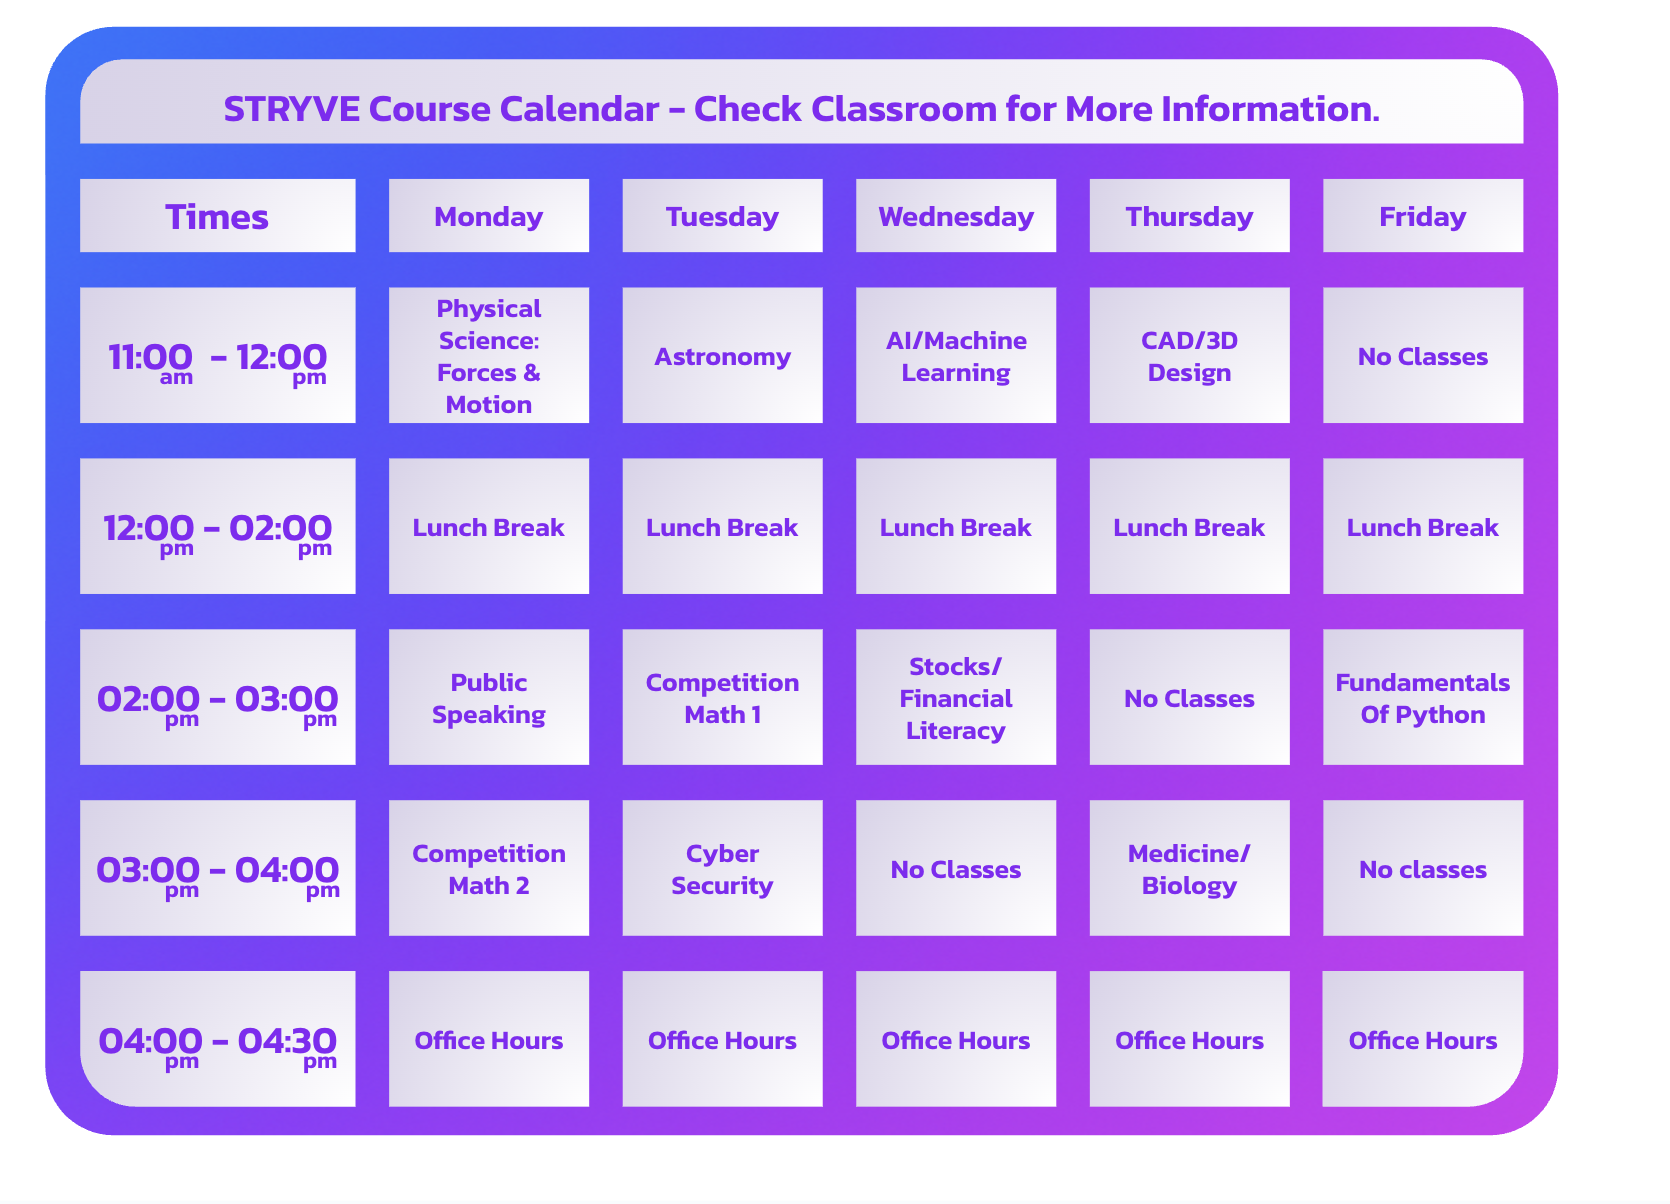 STRYVE Course Calendar - Check Classroom for More Information.
Times
Monday
Tuesday
Wednesday
Thursday
Friday
11:00 am - 12:00 pm
Physical
Science:
Forces &
Motion
Astronomy
AI/Machine
Learning
CAD/3D
Design
No Classes
12:00 pm - 02:00 pm
Lunch Break
Lunch Break
Lunch Break
Lunch Break
Lunch Break
02:00 pm - 03:00 pm
Public
Speaking
Competition
Math 1
Stocks/
Financial
Literacy
No Classes
Fundamentals
Of Python
03:00 pm - 04:00 pm
Competition
Math 2
Cyber
Security
No Classes
Medicine/
Biology
No classes
04:00 pm - 04:30 pm
Office Hours
Office Hours
Office Hours
Office Hours
Office Hours